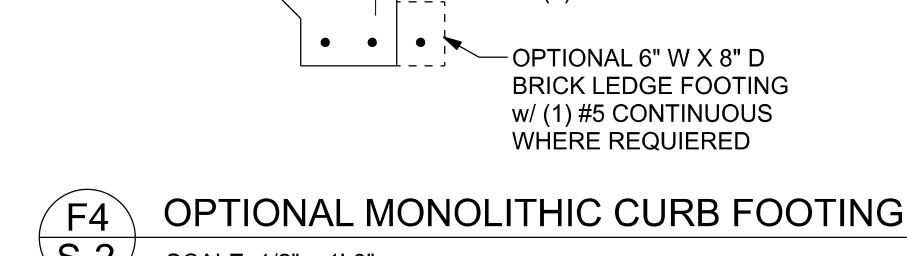 OPTIONAL 6" W X 8" D
BRICK LEDGE FOOTING
w/ (1) #5 CONTINUOUS
WHERE REQUIERED
F4
OPTIONAL MONOLITHIC CURB FOOTING